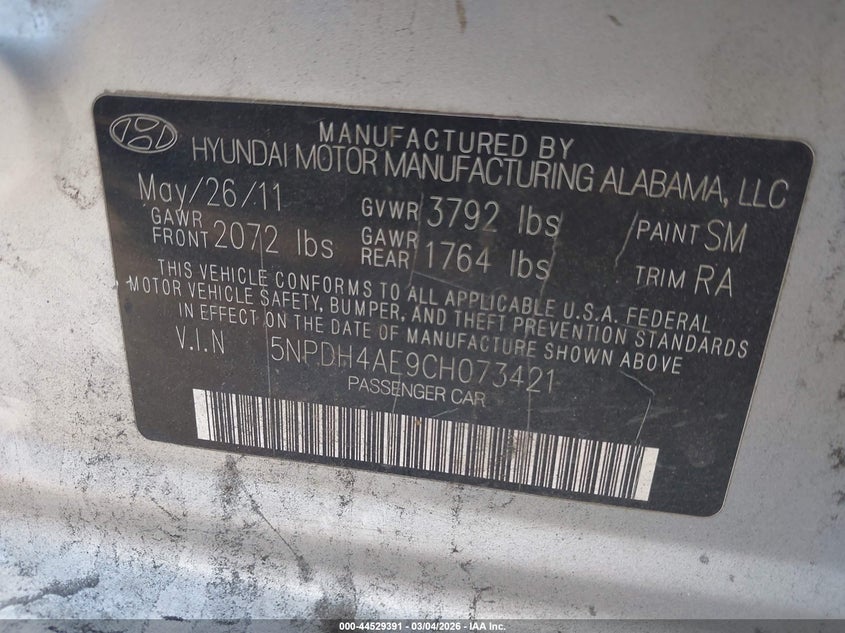 MANUFACTURED BY
HYUNDAI MOTOR MANUFACTURING ALABAMA, LLC
May/26/11 GVWR 3792 lbs PAINT SM
GAWR FRONT 2072 lbs GAWR REAR 1764 lbs TRIM RA
THIS VEHICLE CONFORMS TO ALL APPLICABLE U.S.A. FEDERAL
MOTOR VEHICLE SAFETY, BUMPER, AND THEFT PREVENTION STANDARDS
IN EFFECT ON THE DATE OF MANUFACTURE SHOWN ABOVE
V.I.N 5NPDH4AE9CH073421
PASSENGER CAR
000-44529391 - 03/04/2026 - IAA Inc.